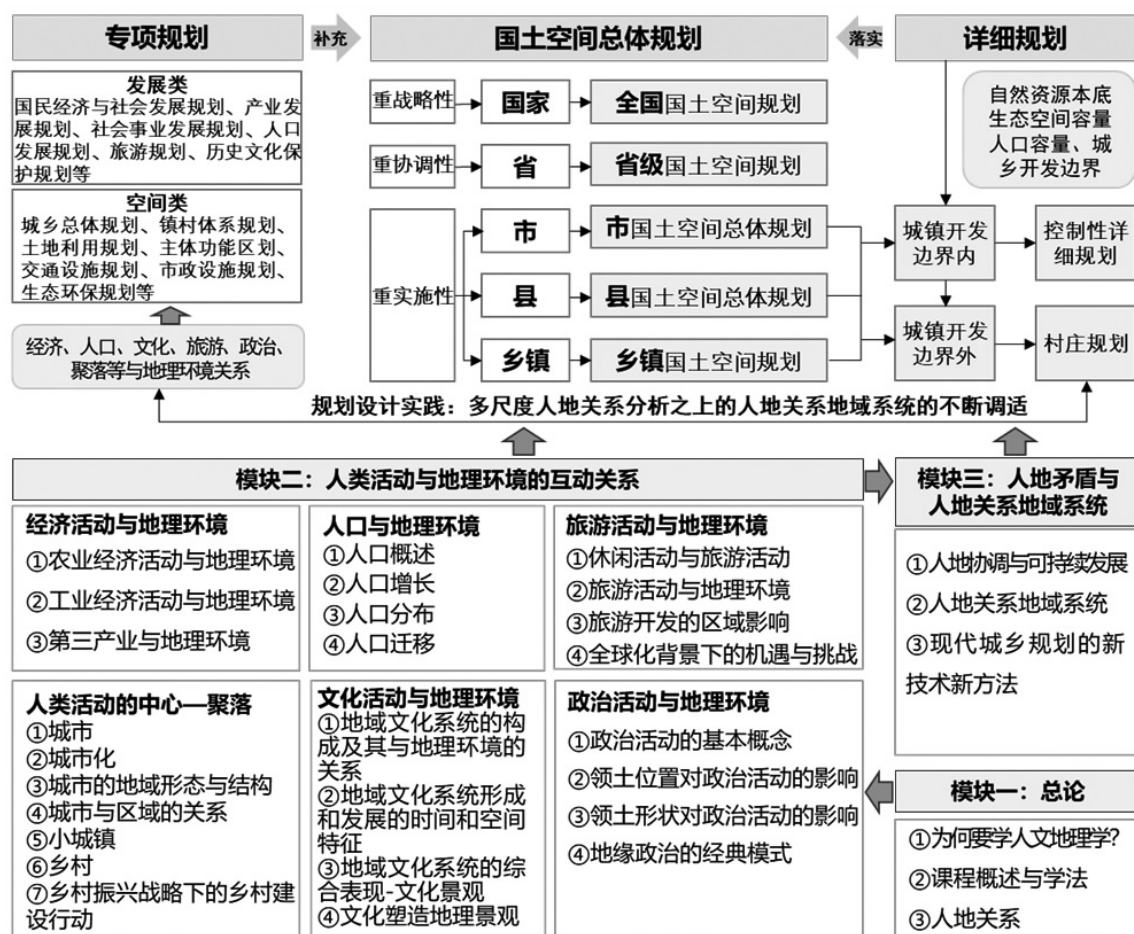 专项规划
补充
国土空间总体规划
落实
详细规划
发展类
国民经济与社会发展规划、产业发
展规划、社会事业发展规划、人口
发展规划、旅游规划、历史文化保
护规划等
空间类
城乡总体规划、镇村体系规划、
土地利用规划、主体功能区划、
交通设施规划、市政设施规划、
生态环保规划等
经济、人口、文化、旅游、政治、
聚落等与地理环境关系
重战略性
国家
全国国土空间规划
重协调性
省
省级国土空间规划
重实施性
市
市国土空间总体规划
县
县国土空间总体规划
乡镇
乡镇国土空间规划
自然资源本底
生态空间容量
人口容量、城
乡开发边界
城镇开发
边界内
控制性详
细规划
城镇开发
边界外
村庄规划
规划设计实践：多尺度人地关系分析之上的人地关系地域系统的不断调适
模块二：人类活动与地理环境的互动关系
经济活动与地理环境
①农业经济活动与地理环境
②工业经济活动与地理环境
③第三产业与地理环境
人口与地理环境
①人口概述
②人口增长
③人口分布
④人口迁移
旅游活动与地理环境
①休闲活动与旅游活动
②旅游活动与地理环境
③旅游开发的区域影响
④全球化背景下的机遇与挑战
人类活动的中心—聚落
①城市
②城市化
③城市的地域形态与结构
④城市与区域的关系
⑤小城镇
⑥乡村
⑦乡村振兴战略下的乡村建
设行动
文化活动与地理环境
①地域文化系统的构
成及其与地理环境的
关系
②地域文化系统形成
和发展的时间和空间
特征
③地域文化系统的综
合表现-文化景观
④文化塑造地理景观
政治活动与地理环境
①政治活动的基本概念
②领土位置对政治活动的影响
③领土形状对政治活动的影响
④地缘政治的经典模式
模块三：人地矛盾与
人地关系地域系统
①人地协调与可持续发展
②人地关系地域系统
③现代城乡规划的新
技术新方法
模块一：总论
①为何要学人文地理学?
②课程概述与学法
③人地关系